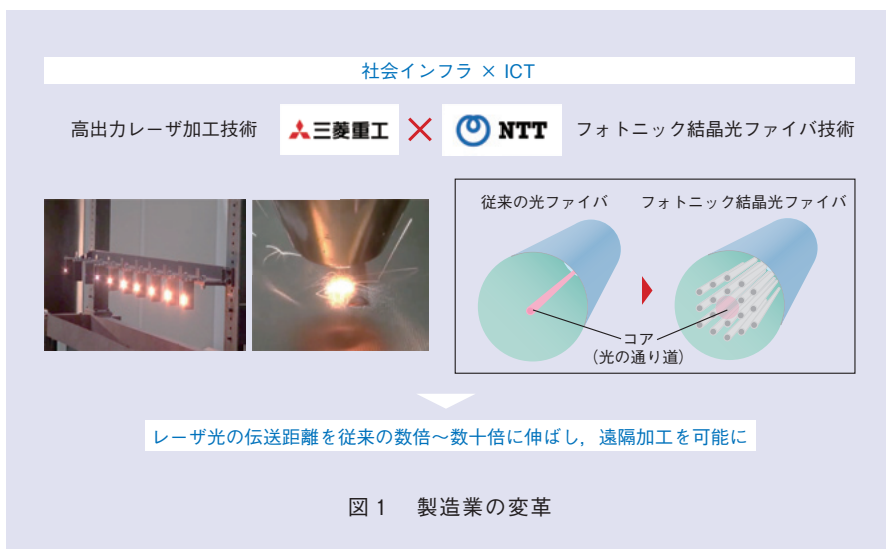 社会インフラ × ICT
高出力レーザ加工技術 三菱重工 × NTT フォトニック結晶光ファイバ技術
従来の光ファイバ フォトニック結晶光ファイバ
コア
(光の通り道)
レーザ光の伝送距離を従来の数倍～数十倍に伸ばし，遠隔加工を可能に
図1 製造業の変革